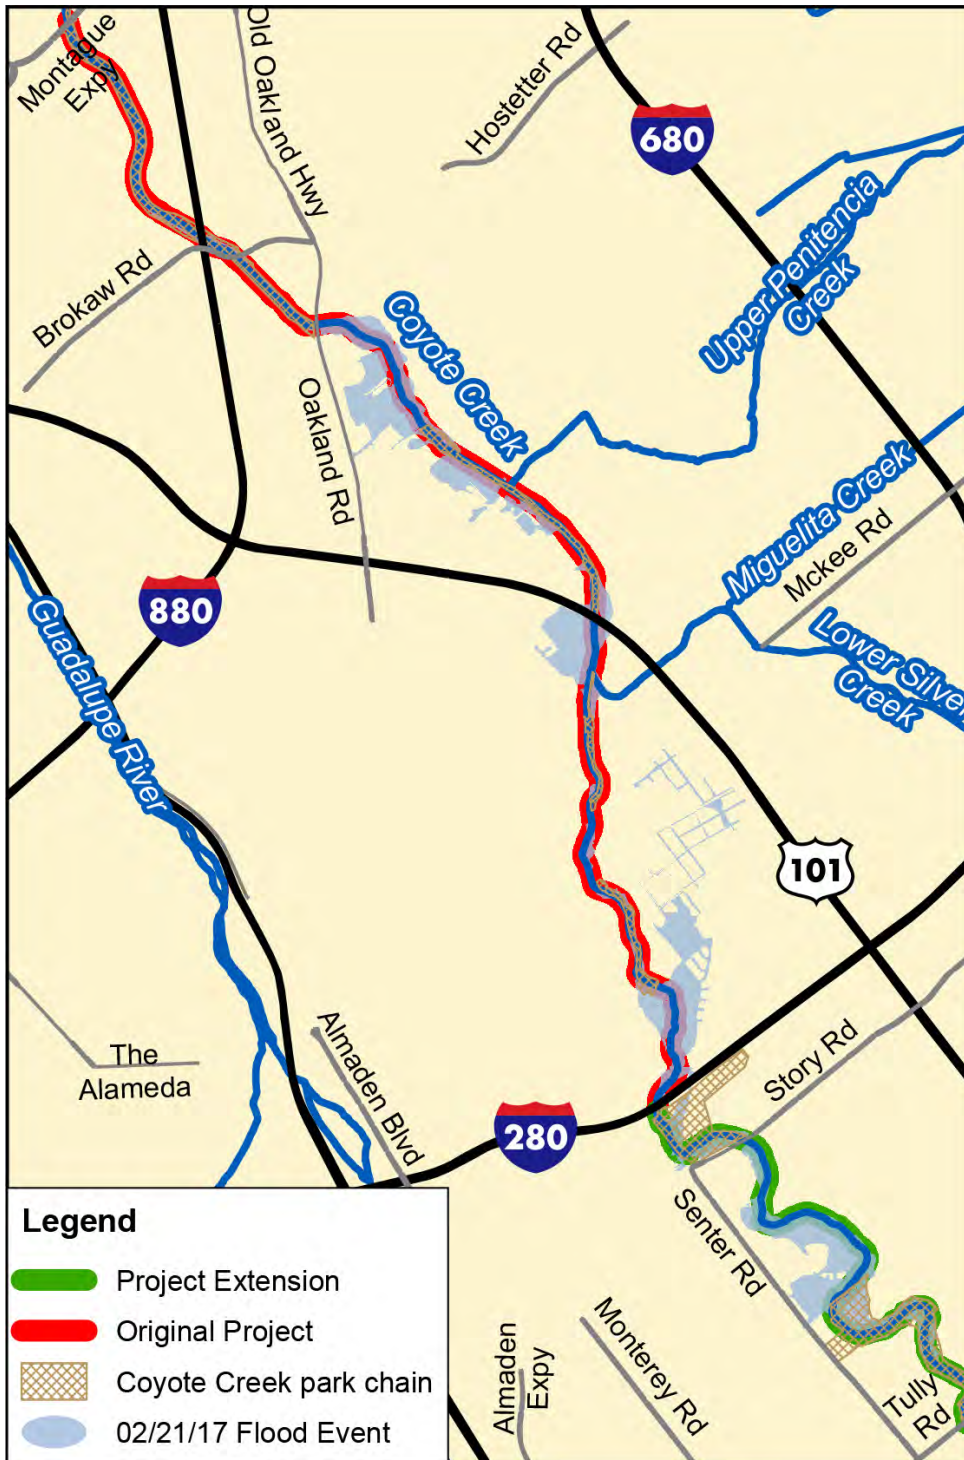 Montague
Expy
Old Oakland Hwy
Hostetter Rd
680
Upper Penitencia
Creek
Brokaw Rd
Coyote Creek
Oakland Rd
Miguelita Creek
Mckee Rd
880
Guadalupe River
Lower Silver
Creek
101
The
Alameda
Almaden Blvd
Story Rd
280
Senter Rd
Monterey Rd
Almaden
Expy
Tully
Rd
Legend
Project Extension
Original Project
Coyote Creek park chain
02/21/17 Flood Event